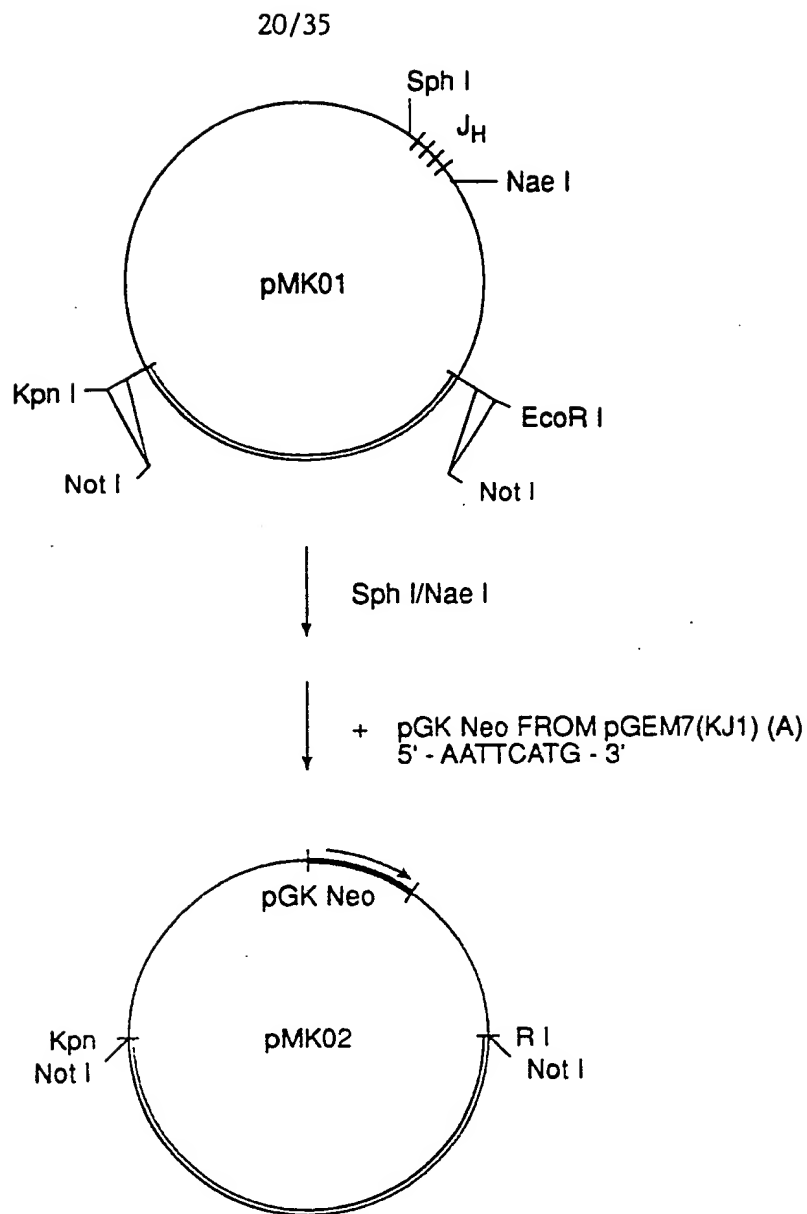 20/35
Sph I
JH
Nae I
pMK01
Kpn I
EcoR I
Not I
Not I
Sph I/Nae I
+ pGK Neo FROM pGEM7(KJ1) (A)
5' - AATTCATG - 3'
pGK Neo
Kpn
pMK02
R I
Not I
Not I